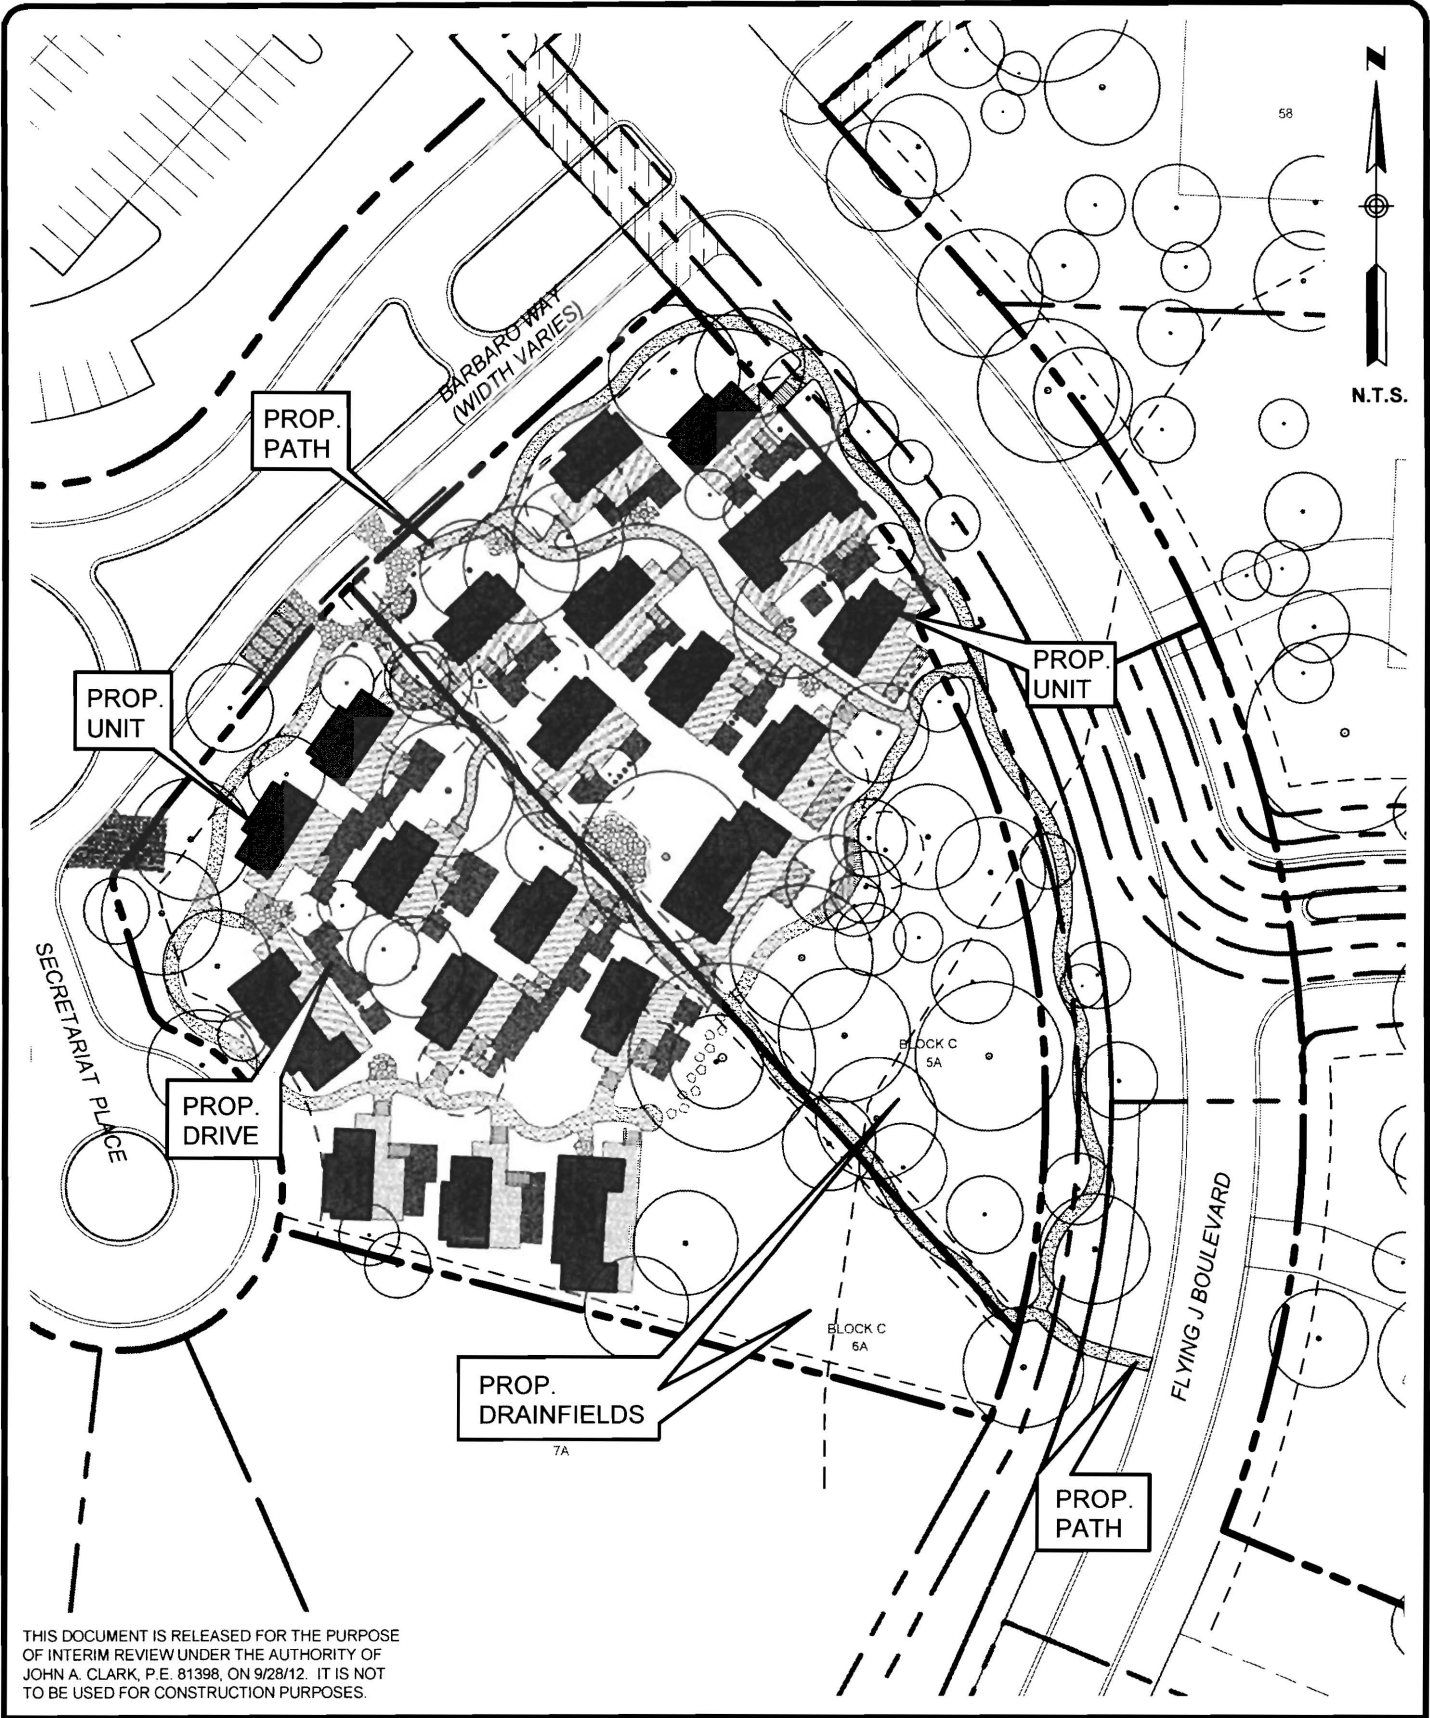 N
58
N.T.S.
BARBARO WAY
(WIDTH VARIES)
PROP.
PATH
PROP.
UNIT
PROP.
UNIT
SECRETARIAT PLACE
BLOCK C
5A
PROP.
DRIVE
FLYING J BOULEVARD
BLOCK C
6A
PROP.
DRAINFIELDS
7A
PROP.
PATH
THIS DOCUMENT IS RELEASED FOR THE PURPOSE
OF INTERIM REVIEW UNDER THE AUTHORITY OF
JOHN A. CLARK, P.E. 81398, ON 9/28/12.  IT IS NOT
TO BE USED FOR CONSTRUCTION PURPOSES.